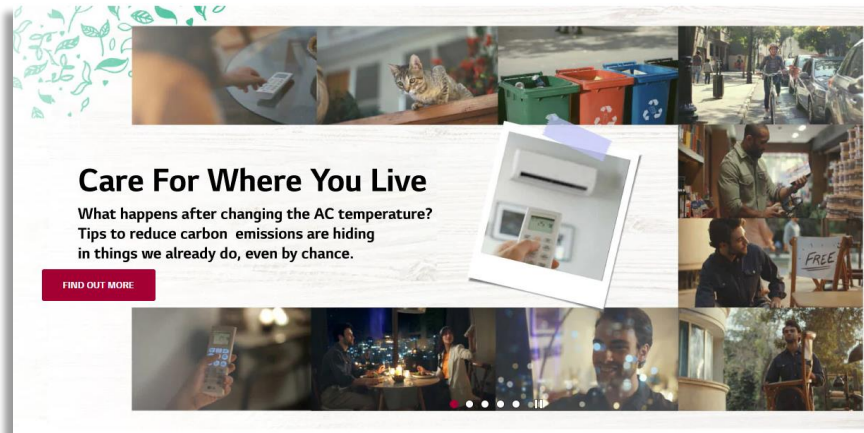 Care For Where You Live
What happens after changing the AC temperature?
Tips to reduce carbon emissions are hiding
in things we already do, even by chance.
FIND OUT MORE
FREE